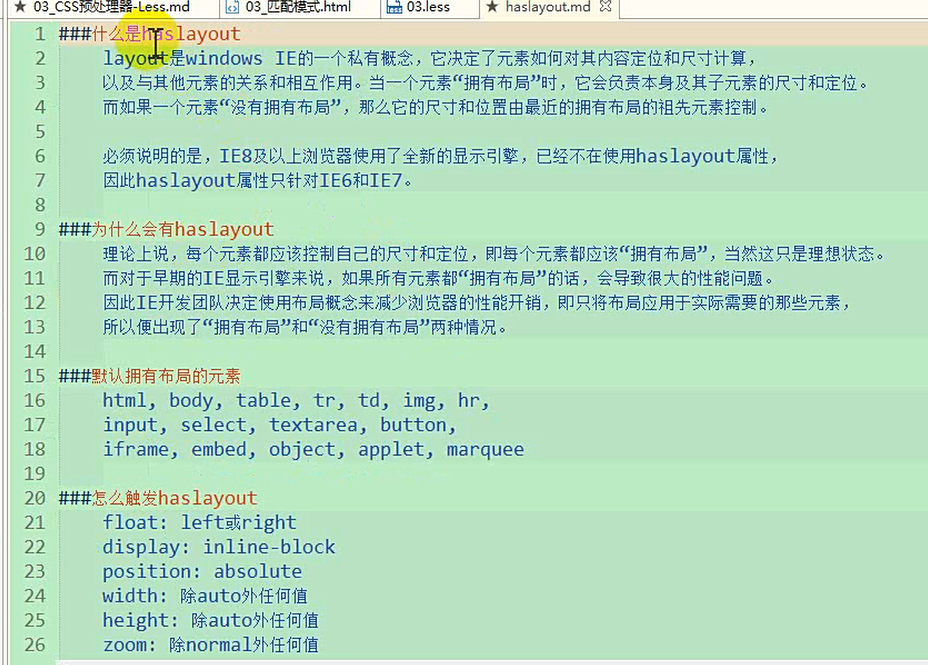 03_CSS预处理器-Less.md 03_匹配模式.html 03.less haslayout.md
1 ###什么是haslayout
2 layout是windows IE的一个私有概念，它决定了元素如何对其内容定位和尺寸计算，
3 以及与其他元素的关系和相互作用。当一个元素“拥有布局”时，它会负责本身及其子元素的尺寸和定位。
4 而如果一个元素“没有拥有布局”，那么它的尺寸和位置由最近的拥有布局的祖先元素控制。
5
6 必须说明的是，IE8及以上浏览器使用了全新的显示引擎，已经不在使用haslayout属性，
7 因此haslayout属性只针对IE6和IE7。
8
9 ###为什么会有haslayout
10 理论上说，每个元素都应该控制自己的尺寸和定位，即每个元素都应该“拥有布局”，当然这只是理想状态。
11 而对于早期的IE显示引擎来说，如果所有元素都“拥有布局”的话，会导致很大的性能问题。
12 因此IE开发团队决定使用布局概念来减少浏览器的性能开销，即只将布局应用于实际需要的那些元素，
13 所以便出现了“拥有布局”和“没有拥有布局”两种情况。
14
15 ###默认拥有布局的元素
16 html, body, table, tr, td, img, hr,
17 input, select, textarea, button,
18 iframe, embed, object, applet, marquee
19
20 ###怎么触发haslayout
21 float: left或right
22 display: inline-block
23 position: absolute
24 width: 除auto外任何值
25 height: 除auto外任何值
26 zoom: 除normal外任何值